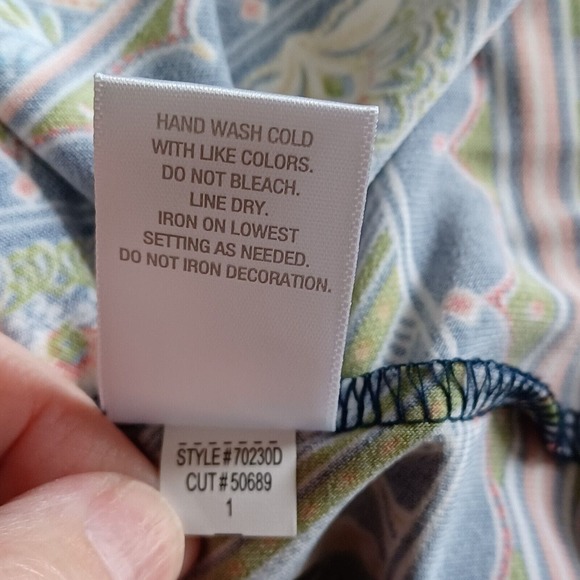 HAND WASH COLD
WITH LIKE COLORS.
DO NOT BLEACH.
LINE DRY.
IRON ON LOWEST
SETTING AS NEEDED.
DO NOT IRON DECORATION.
STYLE#70230D
CUT#50689
1